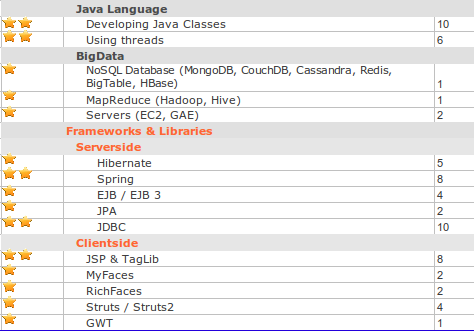 Java Language
Developing Java Classes 10
Using threads 6
BigData
NoSQL Database (MongoDB, CouchDB, Cassandra, Redis,
BigTable, HBase) 1
MapReduce (Hadoop, Hive) 1
Servers (EC2, GAE) 2
Frameworks & Libraries
Serverside
Hibernate 5
Spring 8
EJB / EJB 3 4
JPA 2
JDBC 10
Clientside
JSP & TagLib 8
MyFaces 2
RichFaces 2
Struts / Struts2 4
GWT 1